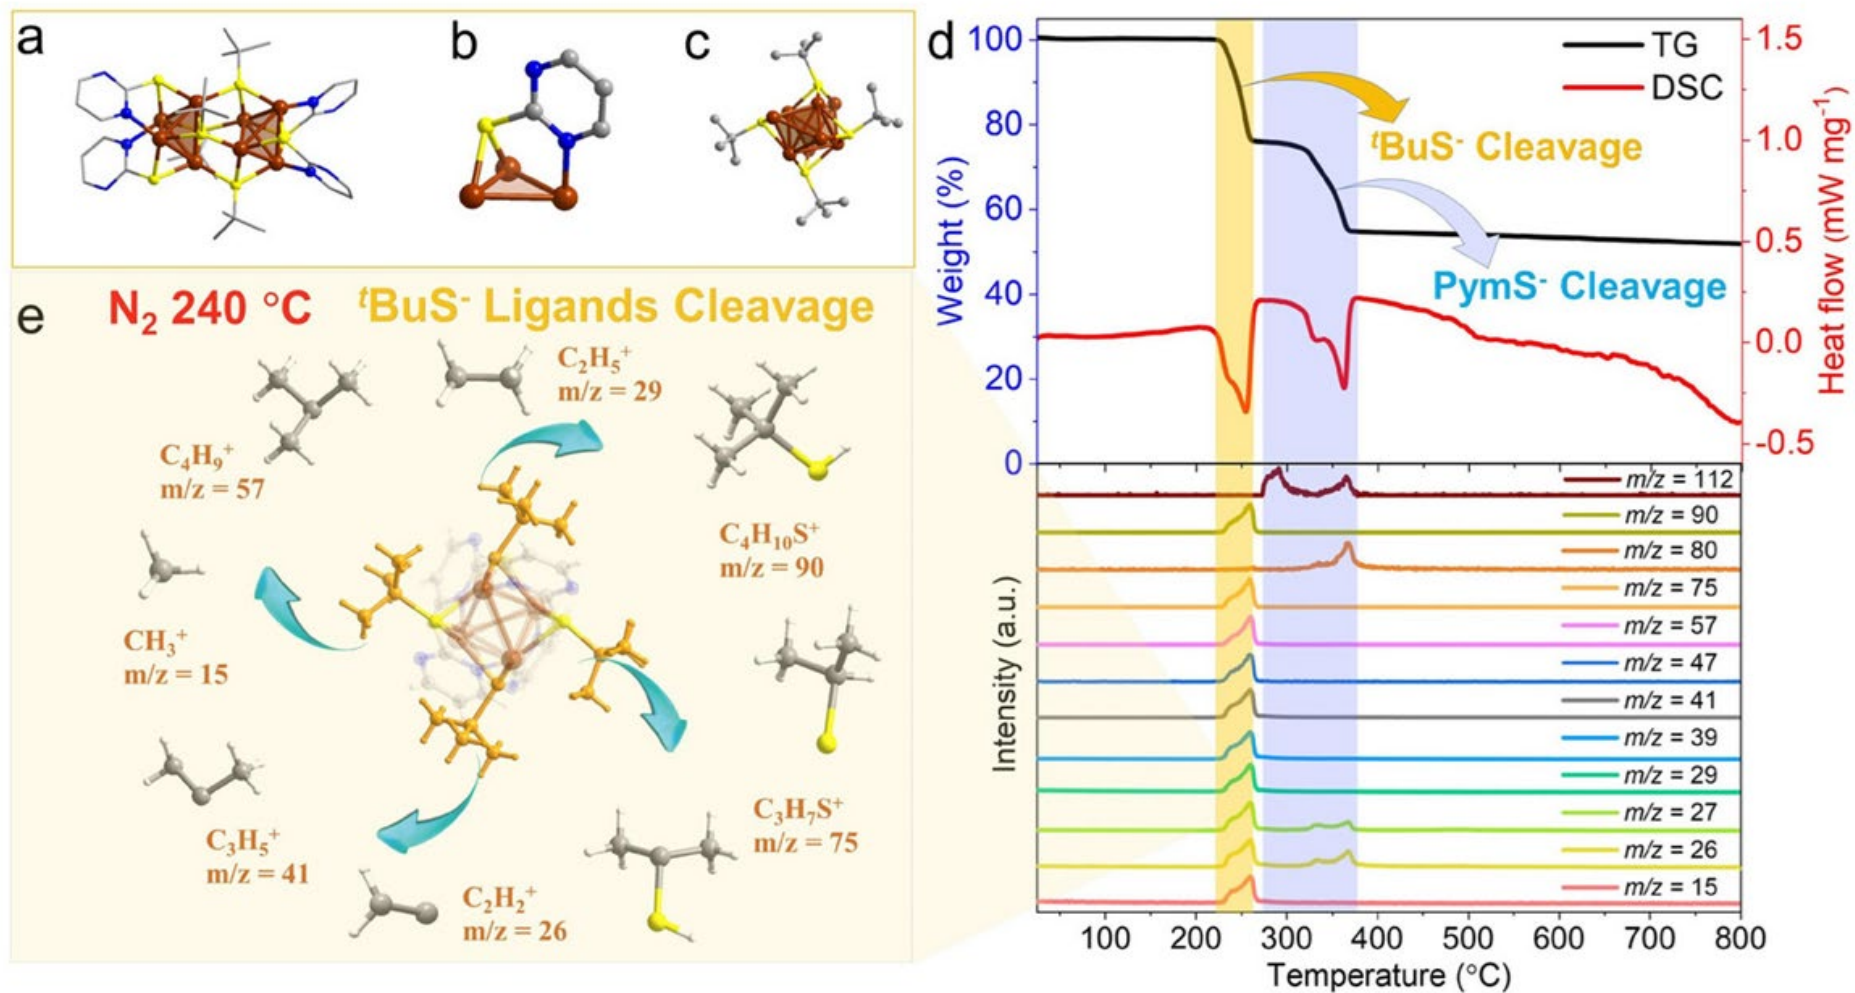 a
b
c
d
e
N₂ 240 °C
ᵗBuS⁻ Ligands Cleavage
C₂H₅⁺
m/z = 29
C₄H₉⁺
m/z = 57
C₄H₁₀S⁺
m/z = 90
CH₃⁺
m/z = 15
C₃H₇S⁺
m/z = 75
C₃H₅⁺
m/z = 41
C₂H₂⁺
m/z = 26
TG
DSC
ᵗBuS⁻ Cleavage
PymS⁻ Cleavage
Weight (%)
100
80
60
40
20
0
Heat flow (mW mg⁻¹)
1.5
1.0
0.5
0.0
-0.5
Intensity (a.u.)
m/z = 112
m/z = 90
m/z = 80
m/z = 75
m/z = 57
m/z = 47
m/z = 41
m/z = 39
m/z = 29
m/z = 27
m/z = 26
m/z = 15
100 200 300 400 500 600 700 800
Temperature (°C)